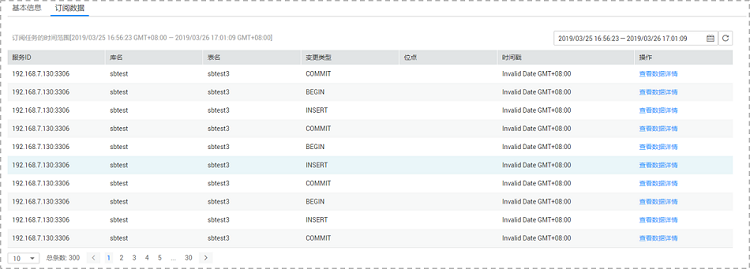 基本信息 订阅数据
订阅任务的时间范围[2019/03/25 16:56:23 GMT+08:00 ~ 2019/03/26 17:01:09 GMT+08:00] 2019/03/25 16:56:23 ~ 2019/03/26 17:01:09
服务ID 库名 表名 变更类型 位点 时间戳 操作
192.168.7.130:3306 sbtest sbtest3 COMMIT Invalid Date GMT+08:00 查看数据详情
192.168.7.130:3306 sbtest sbtest3 BEGIN Invalid Date GMT+08:00 查看数据详情
192.168.7.130:3306 sbtest sbtest3 INSERT Invalid Date GMT+08:00 查看数据详情
192.168.7.130:3306 sbtest sbtest3 COMMIT Invalid Date GMT+08:00 查看数据详情
192.168.7.130:3306 sbtest sbtest3 BEGIN Invalid Date GMT+08:00 查看数据详情
192.168.7.130:3306 sbtest sbtest3 INSERT Invalid Date GMT+08:00 查看数据详情
192.168.7.130:3306 sbtest sbtest3 COMMIT Invalid Date GMT+08:00 查看数据详情
192.168.7.130:3306 sbtest sbtest3 BEGIN Invalid Date GMT+08:00 查看数据详情
192.168.7.130:3306 sbtest sbtest3 INSERT Invalid Date GMT+08:00 查看数据详情
192.168.7.130:3306 sbtest sbtest3 COMMIT Invalid Date GMT+08:00 查看数据详情
10 总条数: 300 < 1 2 3 4 5 ... 30 >